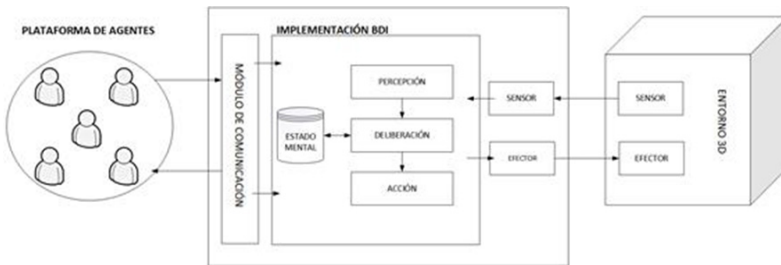 PLATAFORMA DE AGENTES
MÓDULO DE COMUNICACIÓN
IMPLEMENTACIÓN BDI
PERCEPCIÓN
ESTADO
MENTAL
DELIBERACIÓN
ACCIÓN
SENSOR
EFECTOR
SENSOR
EFECTOR
ENTORNO 3D